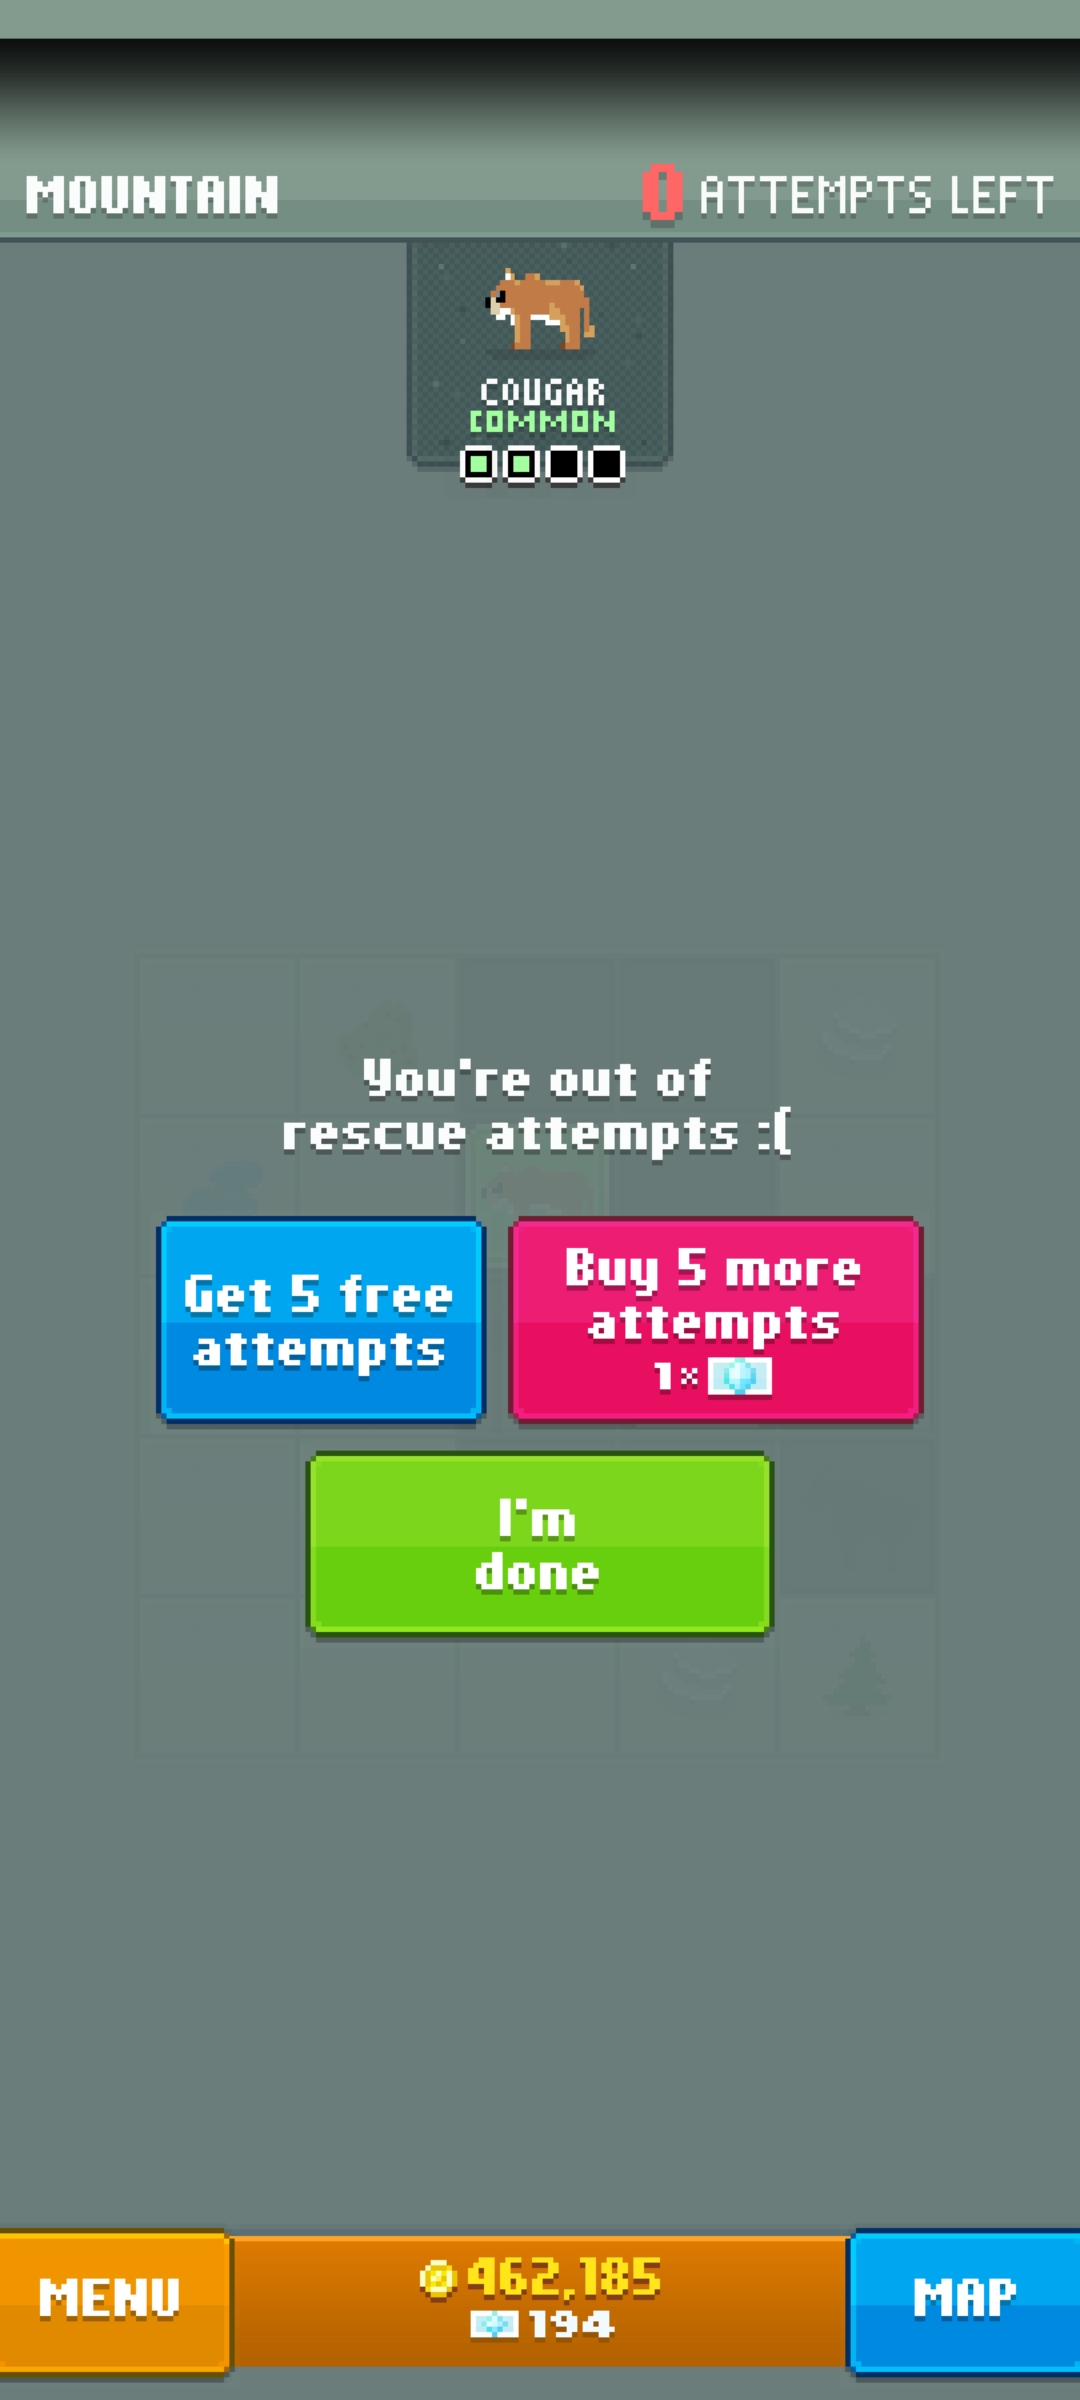 MOUNTAIN
0 ATTEMPTS LEFT
COUGAR
COMMON
You're out of
rescue attempts :(
Get 5 free
attempts
Buy 5 more
attempts
1×
I'm
done
MENU
462,185
194
MAP